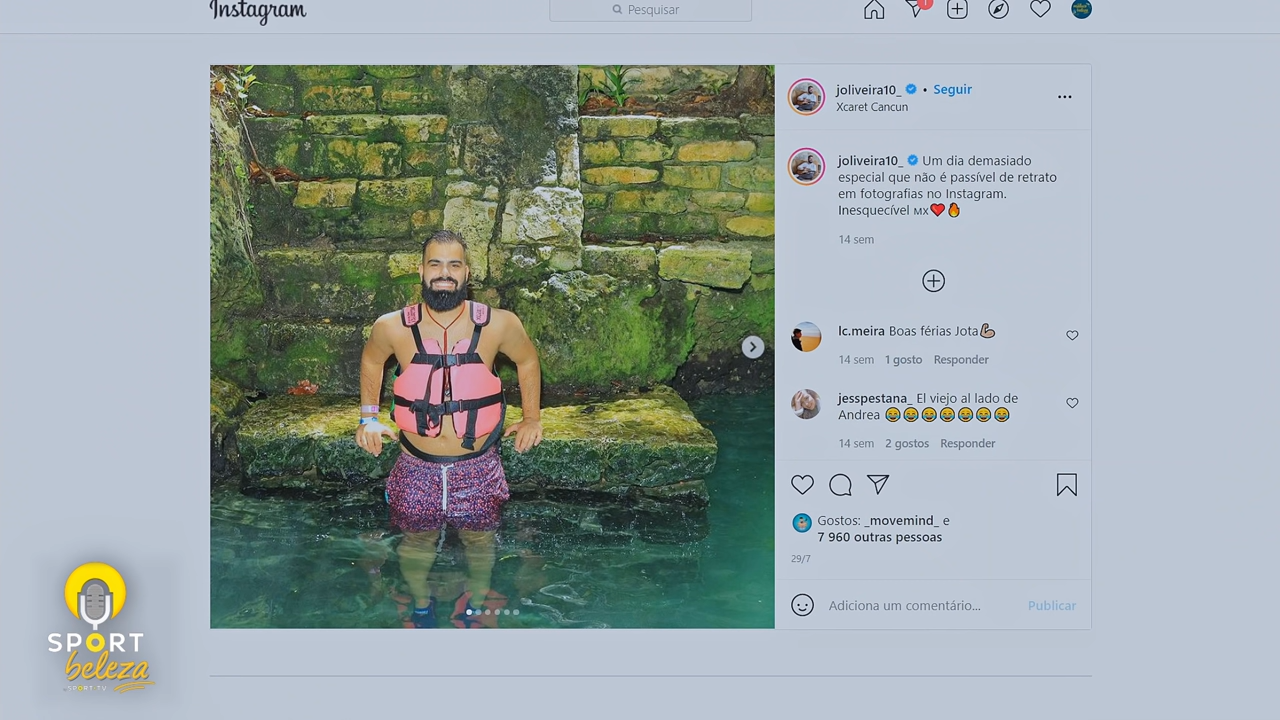 Instagram
Pesquisar
1
joliveira10_ • Seguir
Xcaret Cancun
joliveira10_ Um dia demasiado
especial que não é passível de retrato
em fotografias no Instagram.
Inesquecível MX❤️🔥
14 sem
lc.meira Boas férias Jota💪
14 sem 1 gosto Responder
jesspestana_ El viejo al lado de
Andrea 😂😂😂😂😂😂😂
14 sem 2 gostos Responder
Gostos: _movemind_ e
7 960 outras pessoas
29/7
Adiciona um comentário... Publicar
SPORT
beleza
SPORT TV